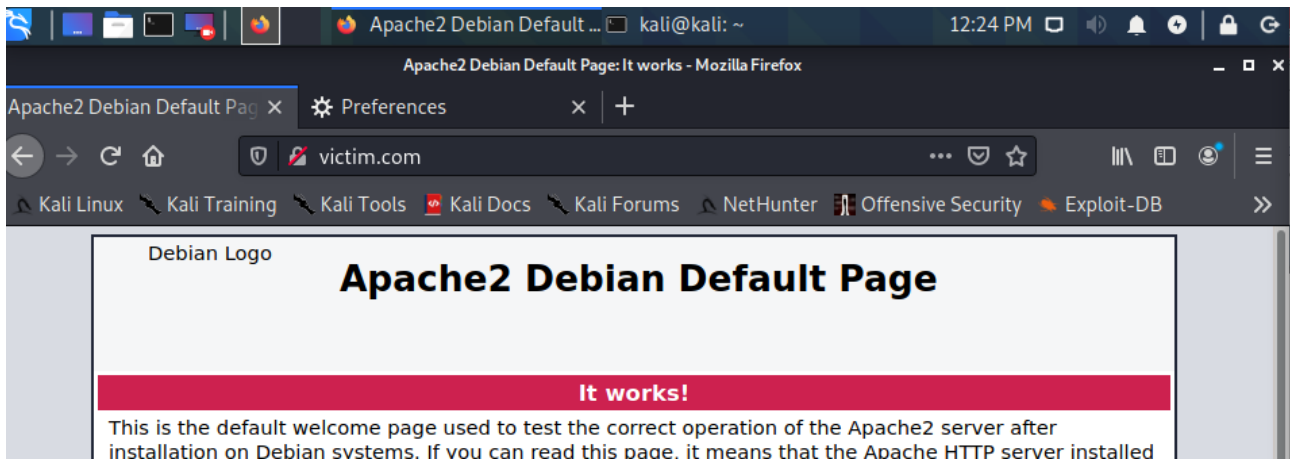 Apache2 Debian Default ... kali@kali: ~ 12:24 PM
Apache2 Debian Default Page: It works - Mozilla Firefox
Apache2 Debian Default Pag Preferences
victim.com
Kali Linux Kali Training Kali Tools Kali Docs Kali Forums NetHunter Offensive Security Exploit-DB
Debian Logo
Apache2 Debian Default Page
It works!
This is the default welcome page used to test the correct operation of the Apache2 server after
installation on Debian systems. If you can read this page, it means that the Apache HTTP server installed